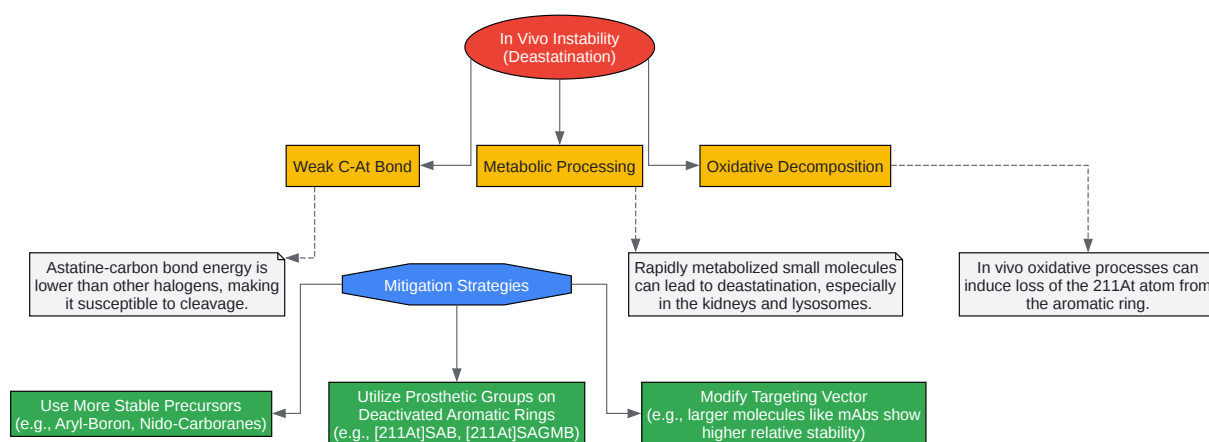 In Vivo Instability
(Deastatination)
Weak C-At Bond
Metabolic Processing
Oxidative Decomposition
Astatine-carbon bond energy is
lower than other halogens, making
it susceptible to cleavage.
Rapidly metabolized small molecules
can lead to deastatination, especially
in the kidneys and lysosomes.
In vivo oxidative processes can
induce loss of the 211At atom from
the aromatic ring.
Mitigation Strategies
Use More Stable Precursors
(e.g., Aryl-Boron, Nido-Carboranes)
Utilize Prosthetic Groups on
Deactivated Aromatic Rings
(e.g., [211At]SAB, [211At]SAGMB)
Modify Targeting Vector
(e.g., larger molecules like mAbs show
higher relative stability)